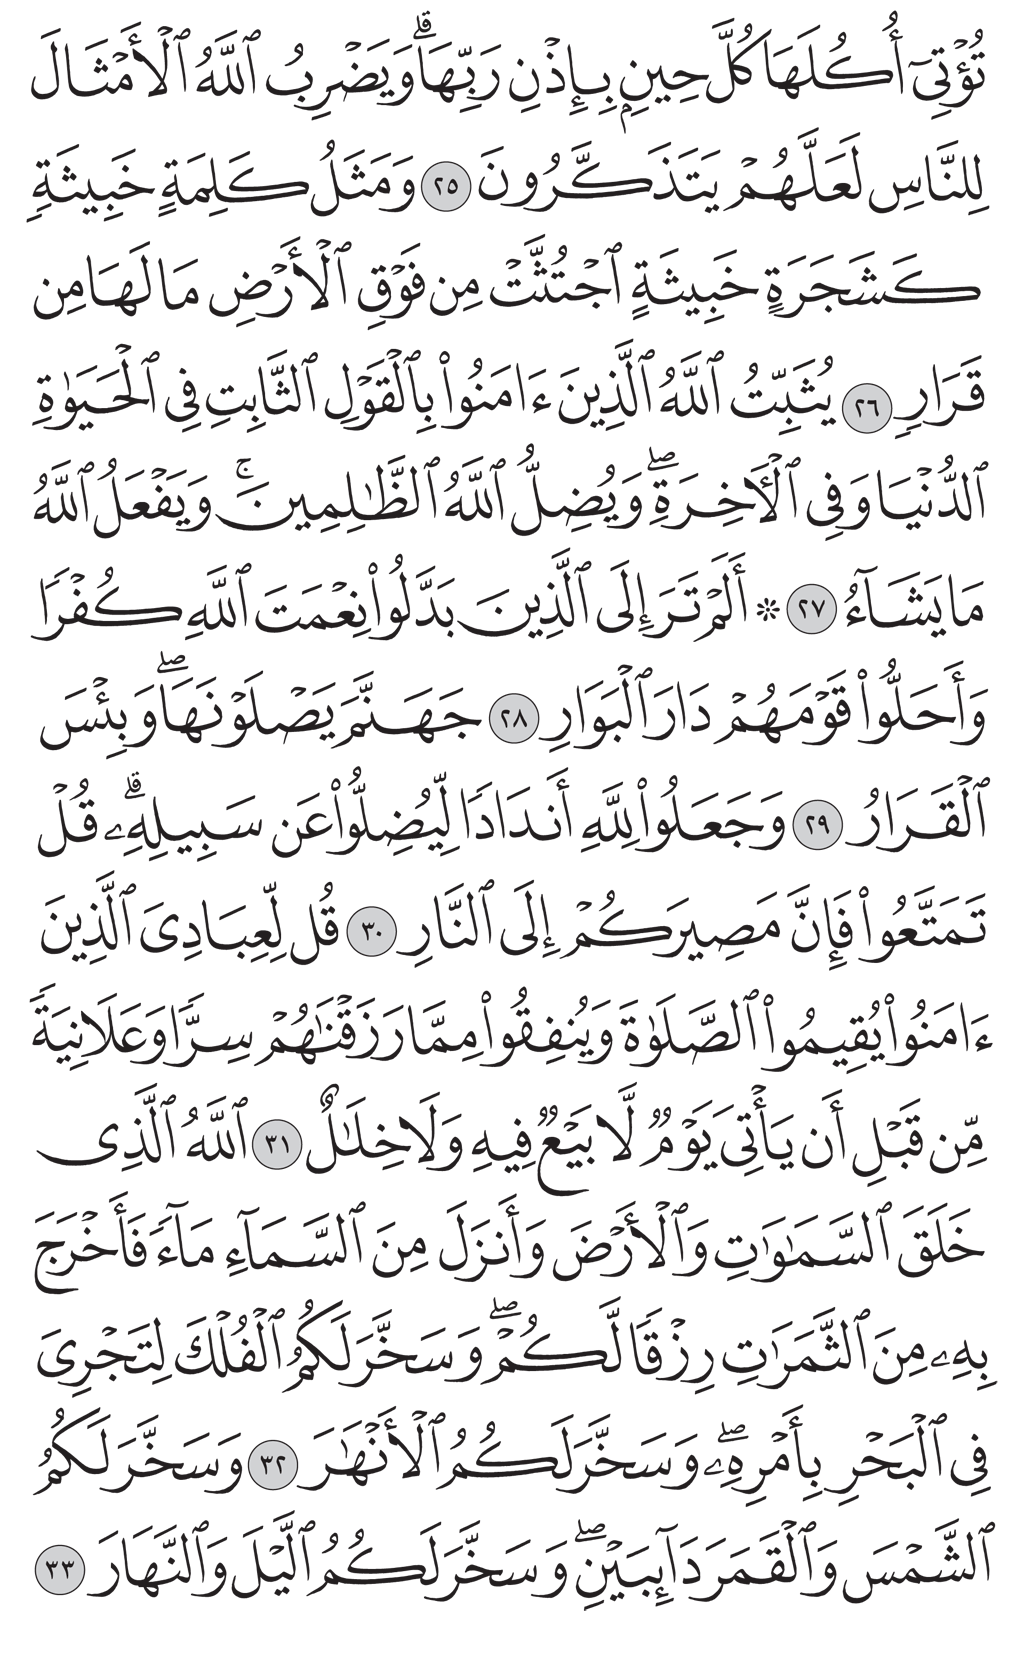 تُؤۡتِيٓ أُكُلَهَا كُلَّ حِينِۭ بِإِذۡنِ رَبِّهَاۗ وَيَضۡرِبُ ٱللَّهُ ٱلۡأَمۡثَالَ
لِلنَّاسِ لَعَلَّهُمۡ يَتَذَكَّرُونَ ٢٥ وَمَثَلُ كَلِمَةٍ خَبِيثَةٖ
كَشَجَرَةٍ خَبِيثَةٍ ٱجۡتُثَّتۡ مِن فَوۡقِ ٱلۡأَرۡضِ مَا لَهَا مِن
قَرَارٖ ٢٦ يُثَبِّتُ ٱللَّهُ ٱلَّذِينَ ءَامَنُواْ بِٱلۡقَوۡلِ ٱلثَّابِتِ فِي ٱلۡحَيَوٰةِ
ٱلدُّنۡيَا وَفِي ٱلۡأٓخِرَةِۖ وَيُضِلُّ ٱللَّهُ ٱلظَّٰلِمِينَۚ وَيَفۡعَلُ ٱللَّهُ
مَا يَشَآءُ ٢٧ ۞ أَلَمۡ تَرَ إِلَى ٱلَّذِينَ بَدَّلُواْ نِعۡمَتَ ٱللَّهِ كُفۡرٗا
وَأَحَلُّواْ قَوۡمَهُمۡ دَارَ ٱلۡبَوَارِ ٢٨ جَهَنَّمَ يَصۡلَوۡنَهَاۖ وَبِئۡسَ
ٱلۡقَرَارُ ٢٩ وَجَعَلُواْ لِلَّهِ أَندَادٗا لِّيُضِلُّواْ عَن سَبِيلِهِۦۗ قُلۡ
تَمَتَّعُواْ فَإِنَّ مَصِيرَكُمۡ إِلَى ٱلنَّارِ ٣٠ قُل لِّعِبَادِيَ ٱلَّذِينَ
ءَامَنُواْ يُقِيمُواْ ٱلصَّلَوٰةَ وَيُنفِقُواْ مِمَّا رَزَقۡنَٰهُمۡ سِرّٗا وَعَلَانِيَةٗ
مِّن قَبۡلِ أَن يَأۡتِيَ يَوۡمٞ لَّا بَيۡعٞ فِيهِ وَلَا خِلَٰلٌ ٣١ ٱللَّهُ ٱلَّذِي
خَلَقَ ٱلسَّمَٰوَٰتِ وَٱلۡأَرۡضَ وَأَنزَلَ مِنَ ٱلسَّمَآءِ مَآءٗ فَأَخۡرَجَ
بِهِۦ مِنَ ٱلثَّمَرَٰتِ رِزۡقٗا لَّكُمۡۖ وَسَخَّرَ لَكُمُ ٱلۡفُلۡكَ لِتَجۡرِيَ
فِي ٱلۡبَحۡرِ بِأَمۡرِهِۦۖ وَسَخَّرَ لَكُمُ ٱلۡأَنۡهَٰرَ ٣٢ وَسَخَّرَ لَكُمُ
ٱلشَّمۡسَ وَٱلۡقَمَرَ دَآئِبَيۡنِۖ وَسَخَّرَ لَكُمُ ٱلَّيۡلَ وَٱلنَّهَارَ ٣٣